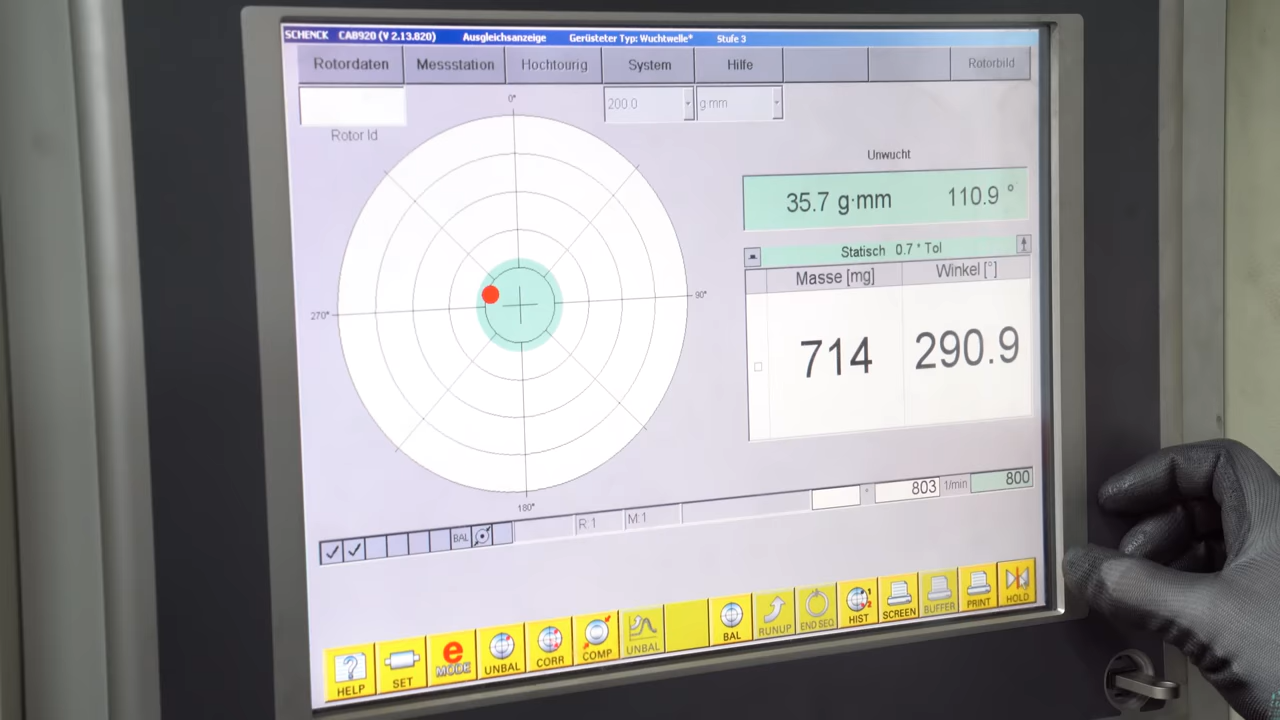 SCHENCK CAB920 (V 2.13.820) Ausgleichsanzeige Gerüsteter Typ: Wuchtwelle* Stufe 3
Rotordaten Messstation Hochtourig System Hilfe Rotorbild
200.0 g·mm
Rotor Id
0°
90°
180°
270°
Unwucht
35.7 g·mm 110.9 °
Statisch 0.7 * Tol
Masse [mg] Winkel [°]
714 290.9
° 803 1/min 800
BAL R:1 M:1
HELP SET e MODE UNBAL CORR COMP UNBAL BAL RUNUP END SEQ HIST 1 2 SCREEN BUFFER PRINT HOLD